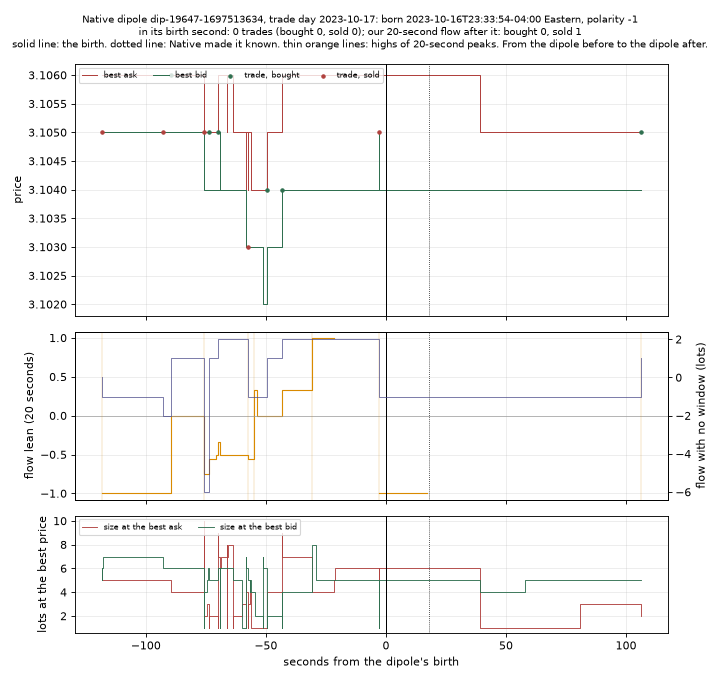 Native dipole dip-19647-1697513634, trade day 2023-10-17: born 2023-10-16T23:33:54-04:00 Eastern, polarity -1
in its birth second: 0 trades (bought 0, sold 0); our 20-second flow after it: bought 0, sold 1
solid line: the birth. dotted line: Native made it known. thin orange lines: highs of 20-second peaks. From the dipole before to the dipole after.
best ask best bid trade, bought trade, sold
3.1060
3.1055
3.1050
3.1045
3.1040
3.1035
3.1030
3.1025
3.1020
price
1.0
0.5
0.0
−0.5
−1.0
flow lean (20 seconds)
2
0
−2
−4
−6
flow with no window (lots)
size at the best ask size at the best bid
10
8
6
4
2
lots at the best price
−100 −50 0 50 100
seconds from the dipole's birth